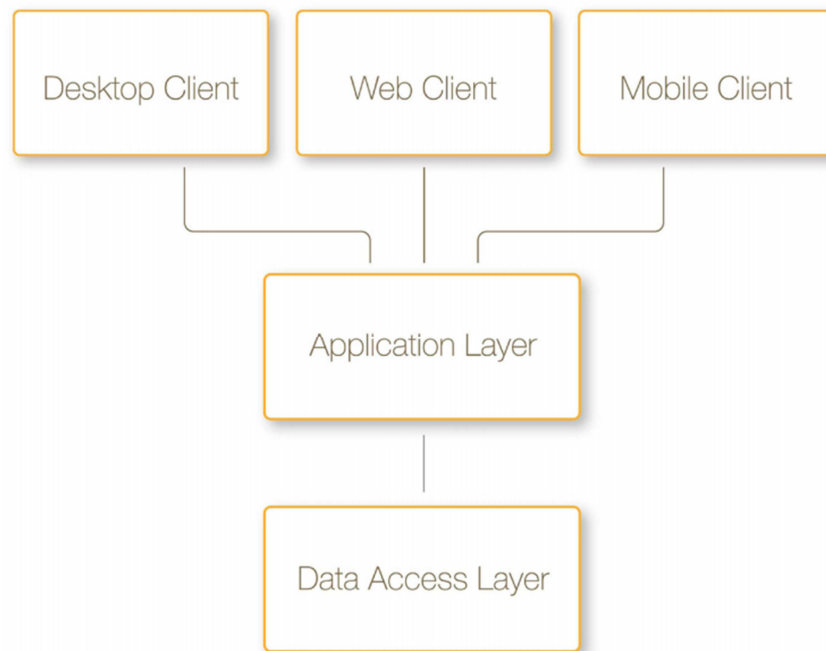 Desktop Client
Web Client
Mobile Client
Application Layer
Data Access Layer